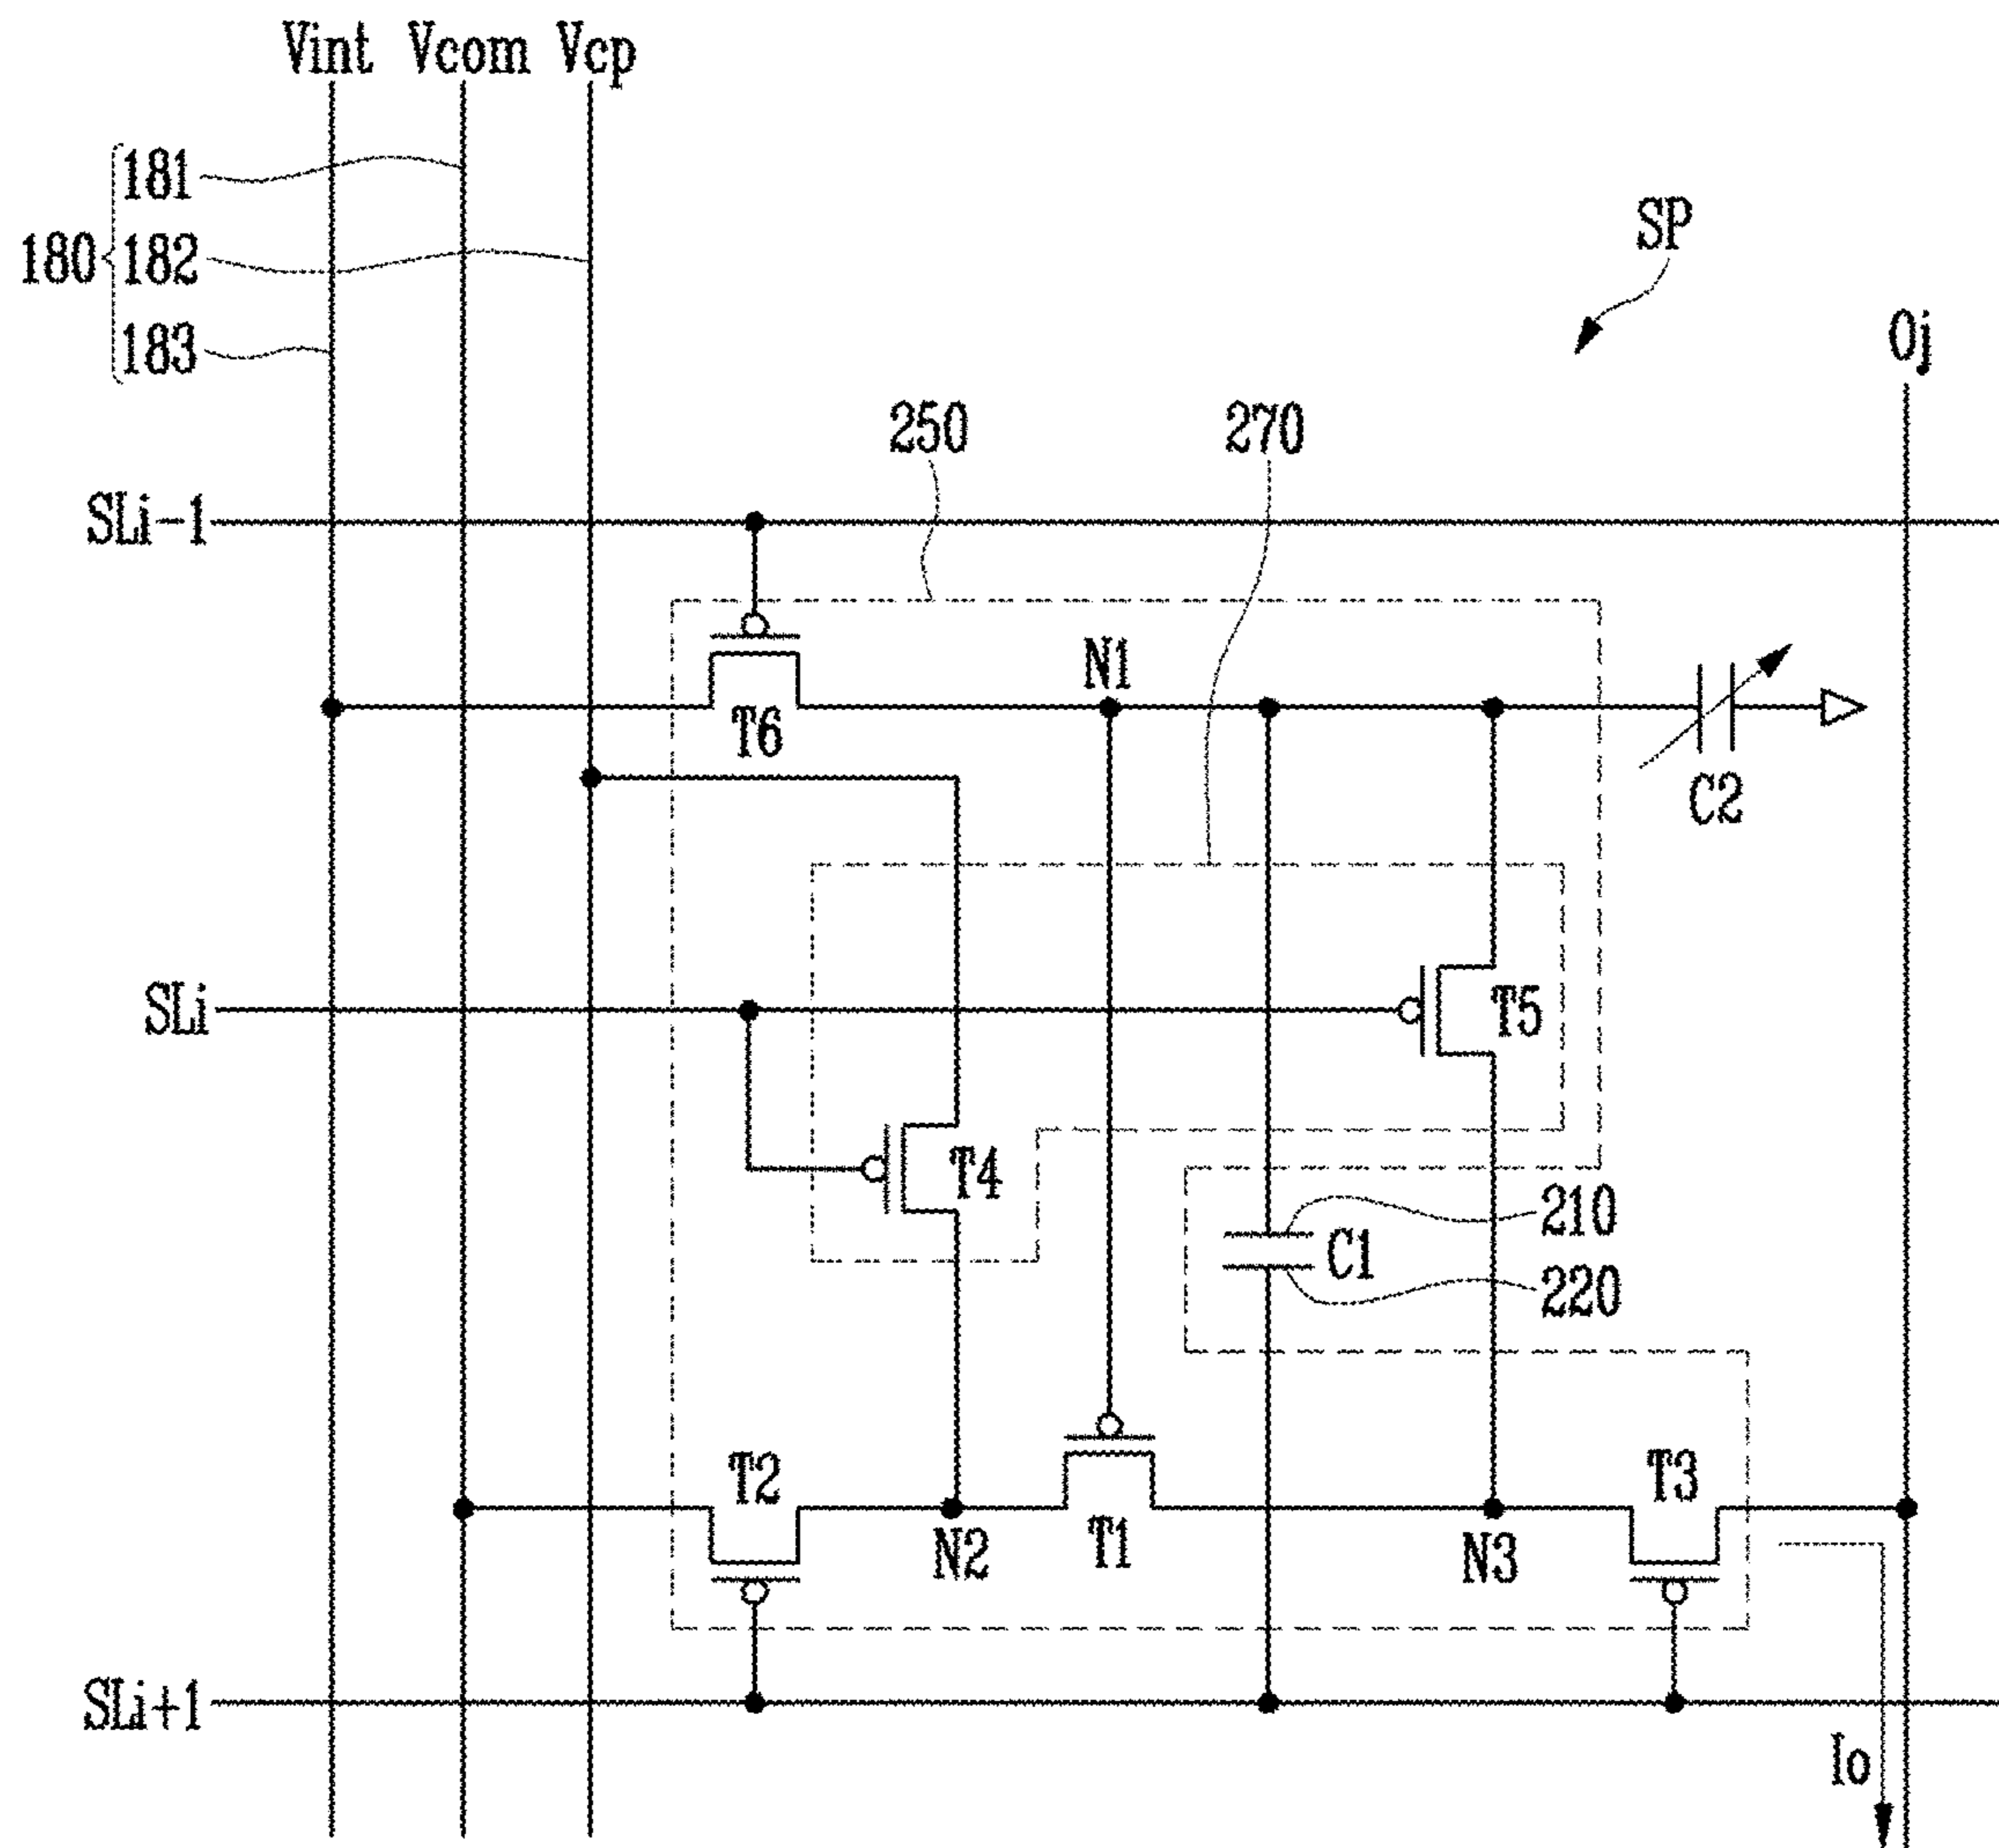 Vint Vcom Vcp
181
180 182
183
SP
Oj
250 270
SLi-1
N1
T6
C2
SLi
T5
T4
210
C1
220
T2 T3
N2 T1 N3
SLi+1
Io